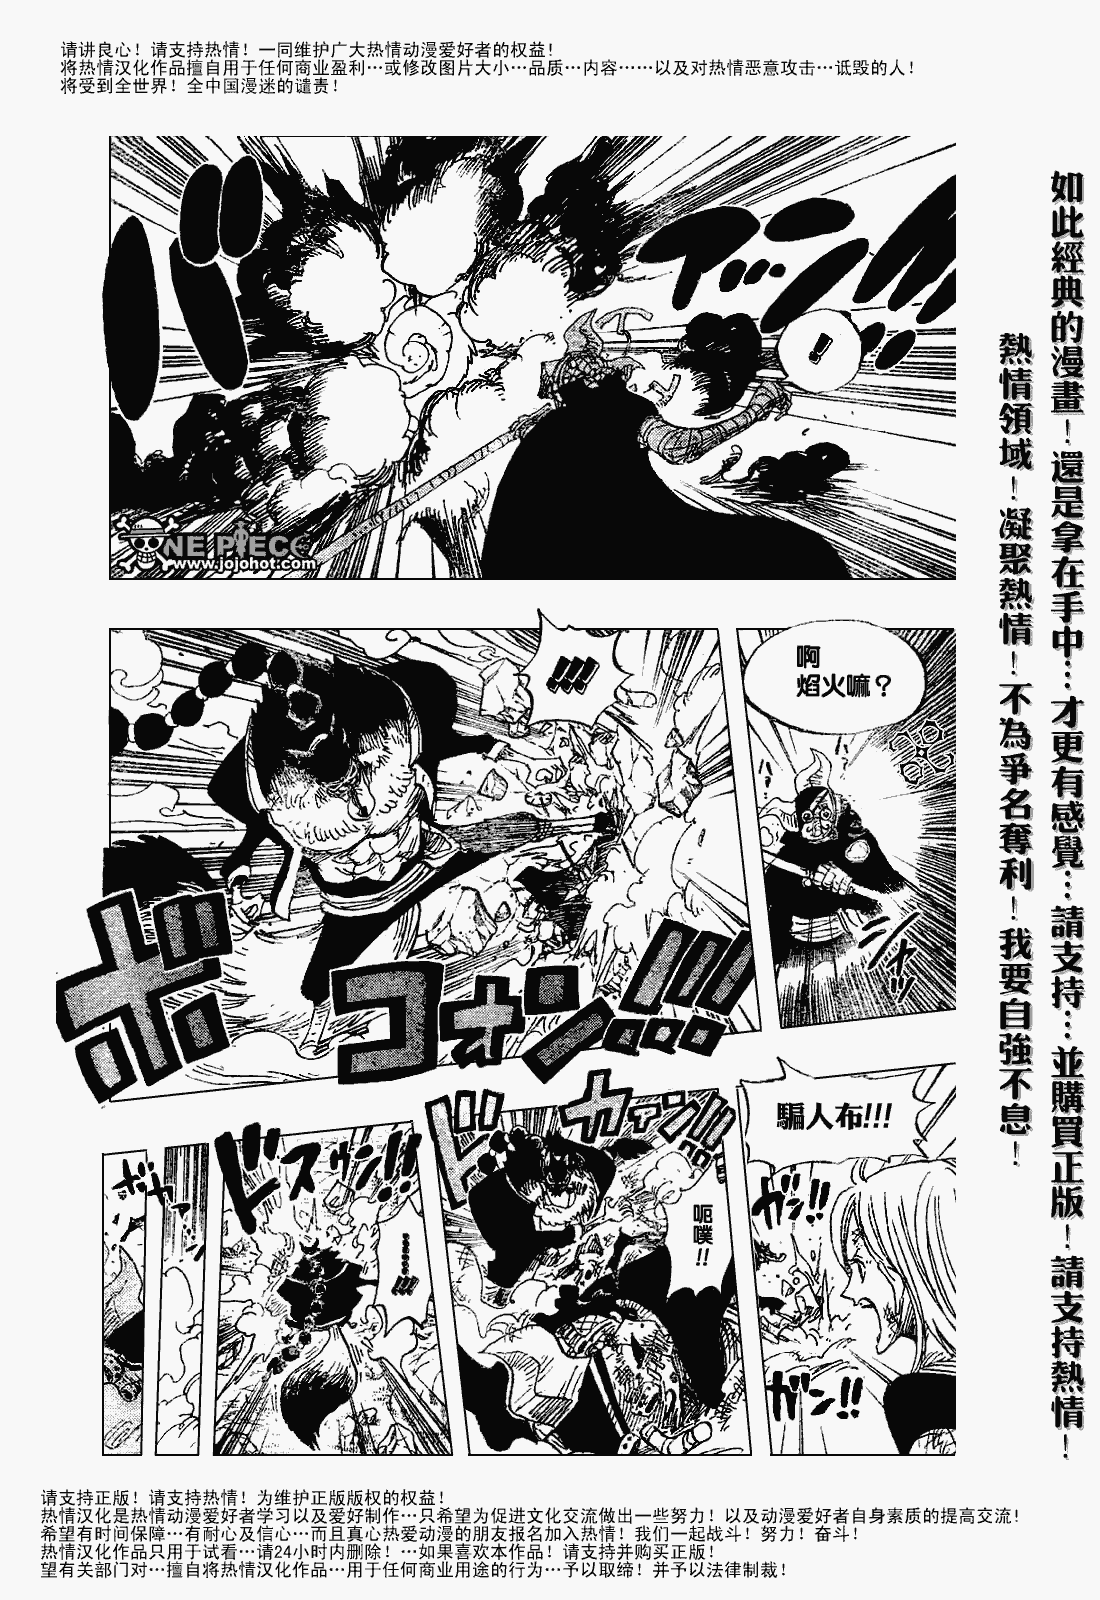 请讲良心！请支持热情！一同维护广大热情动漫爱好者的权益！
将热情汉化作品擅自用于任何商业盈利…或修改图片大小…品质…内容……以及对热情恶意攻击…诋毁的人！
将受到全世界！全中国漫迷的谴责！
如此經典的漫畫！還是拿在手中…才更有感覺…請支持…並購買正版！請支持熱情！
熱情領域！凝聚熱情！不為爭名奪利！我要自強不息！
!
ONE PIECE
www.jojohot.com
啊
焰火嘛？
!!!
ジャッ
ボコォン!!!
騙人布!!!
ガン!!
ガン!!
ドカァン!!!
呃
噗!!
ドスゥン!!
……!!!
ボカァ…
请支持正版！请支持热情！为维护正版版权的权益！
热情汉化是热情动漫爱好者学习以及爱好制作…只希望为促进文化交流做出一些努力！以及动漫爱好者自身素质的提高交流！
希望有时间保障…有耐心及信心…而且真心热爱动漫的朋友报名加入热情！我们一起战斗！努力！奋斗！
热情汉化作品只用于试看…请24小时内删除！…如果喜欢本作品！请支持并购买正版！
望有关部门对…擅自将热情汉化作品…用于任何商业用途的行为…予以取缔！并予以法律制裁！